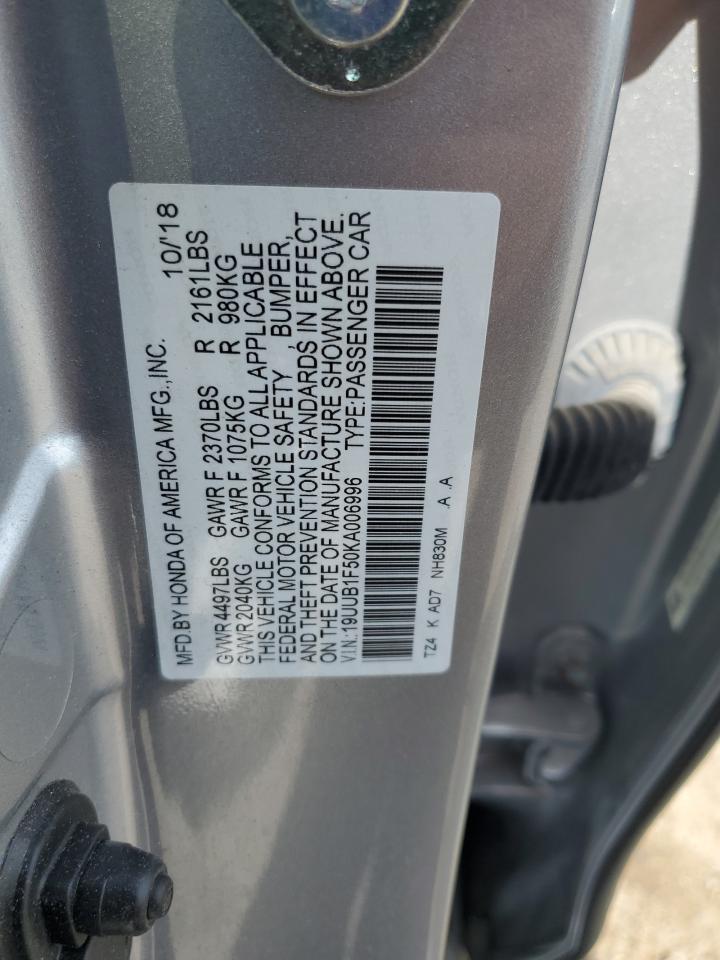 MFD.BY HONDA OF AMERICA MFG.,INC. 10/'18
GVWR 4497LBS GAWR F 2370LBS R 2161LBS
GVWR 2040KG GAWR F 1075KG R 980KG
THIS VEHICLE CONFORMS TO ALL APPLICABLE
FEDERAL MOTOR VEHICLE SAFETY, BUMPER,
AND THEFT PREVENTION STANDARDS IN EFFECT
ON THE DATE OF MANUFACTURE SHOWN ABOVE.
V.I.N.:19UUB1F50KA006996 TYPE:PASSENGER CAR
TZ4 K AD7 NH830M A .A